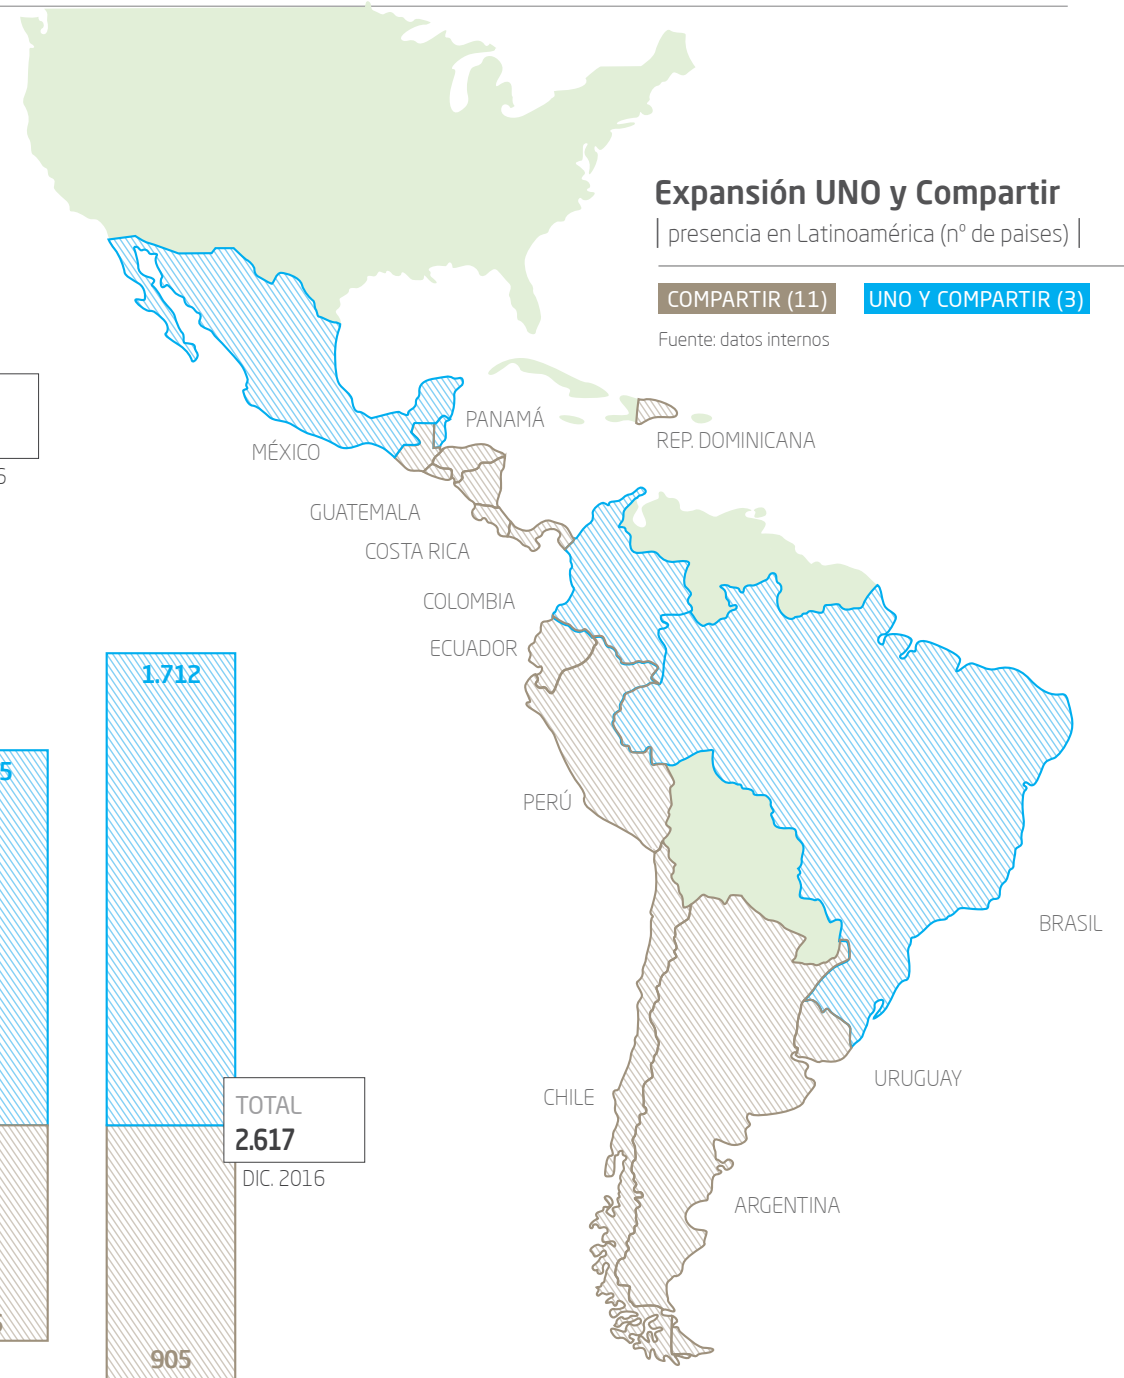 Expansión UNO y Compartir
presencia en Latinoamérica (nº de paises)
COMPARTIR (11)
UNO Y COMPARTIR (3)
Fuente: datos internos
PANAMÁ
REP. DOMINICANA
MÉXICO
GUATEMALA
COSTA RICA
COLOMBIA
ECUADOR
PERÚ
BRASIL
URUGUAY
CHILE
ARGENTINA
1.712
5
TOTAL
2.617
DIC. 2016
905